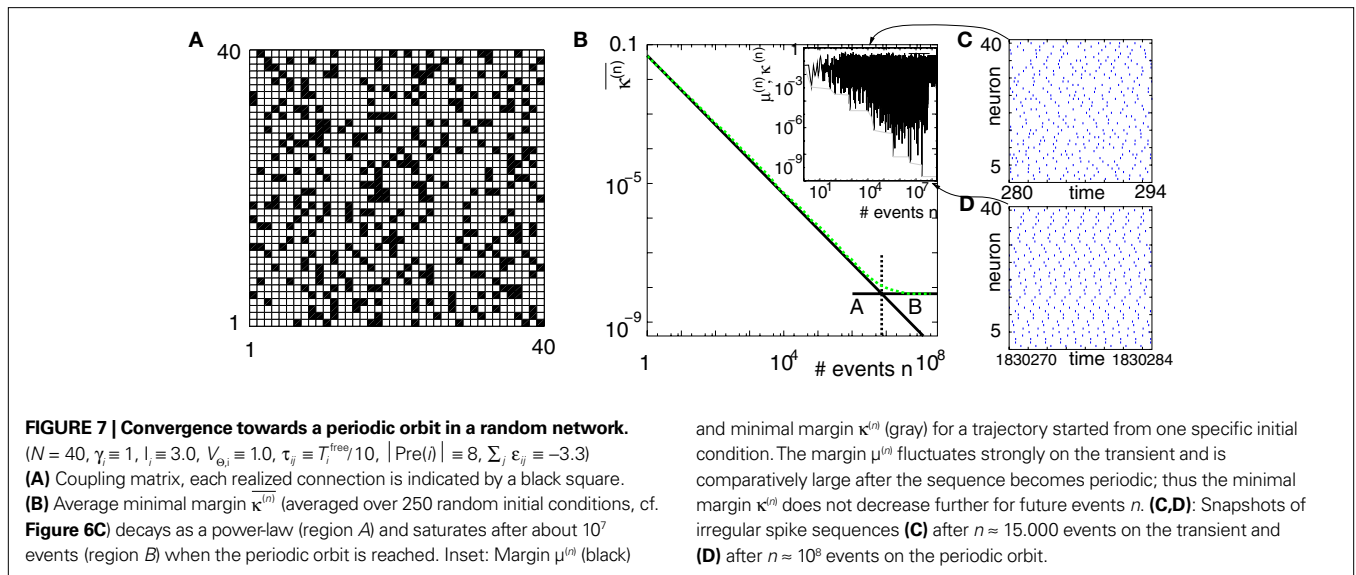 A
40
1
1
40
B
0.1
κ(n)
10-5
10-9
1
104
108
# events n
A
B
1
10-3
10-6
10-9
μ(n), κ(n)
101
104
107
# events n
C
40
neuron
5
280
time
294
D
40
neuron
5
1830270
time
1830284
FIGURE 7 | Convergence towards a periodic orbit in a random network.
(N = 40, γi ≡ 1, Ii ≡ 3.0, VΘ,i ≡ 1.0, τij ≡ Tifree/10, |Pre(i)| ≡ 8, Σj εij ≡ −3.3)
(A) Coupling matrix, each realized connection is indicated by a black square.
(B) Average minimal margin κ(n) (averaged over 250 random initial conditions, cf.
Figure 6C) decays as a power-law (region A) and saturates after about 107
events (region B) when the periodic orbit is reached. Inset: Margin μ(n) (black)
and minimal margin κ(n) (gray) for a trajectory started from one specific initial
condition. The margin μ(n) fluctuates strongly on the transient and is
comparatively large after the sequence becomes periodic; thus the minimal
margin κ(n) does not decrease further for future events n. (C,D): Snapshots of
irregular spike sequences (C) after n ≈ 15.000 events on the transient and
(D) after n ≈ 108 events on the periodic orbit.